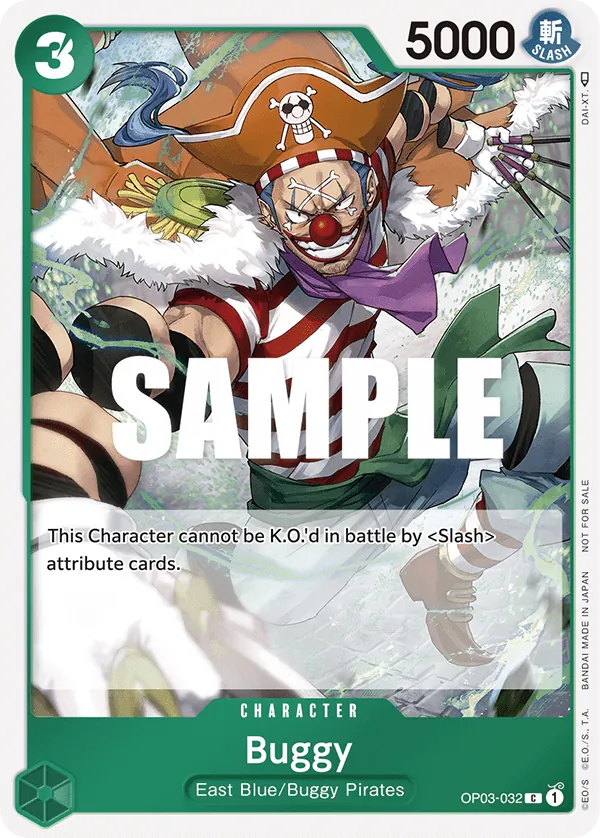 3
5000
斬
SLASH
DAI-XT.
SAMPLE
This Character cannot be K.O.'d in battle by <Slash>
attribute cards.
CHARACTER
Buggy
East Blue/Buggy Pirates
OP03-032 C 1
©E.O/S ©E.O./S., T.A. BANDAI MADE IN JAPAN NOT FOR SALE